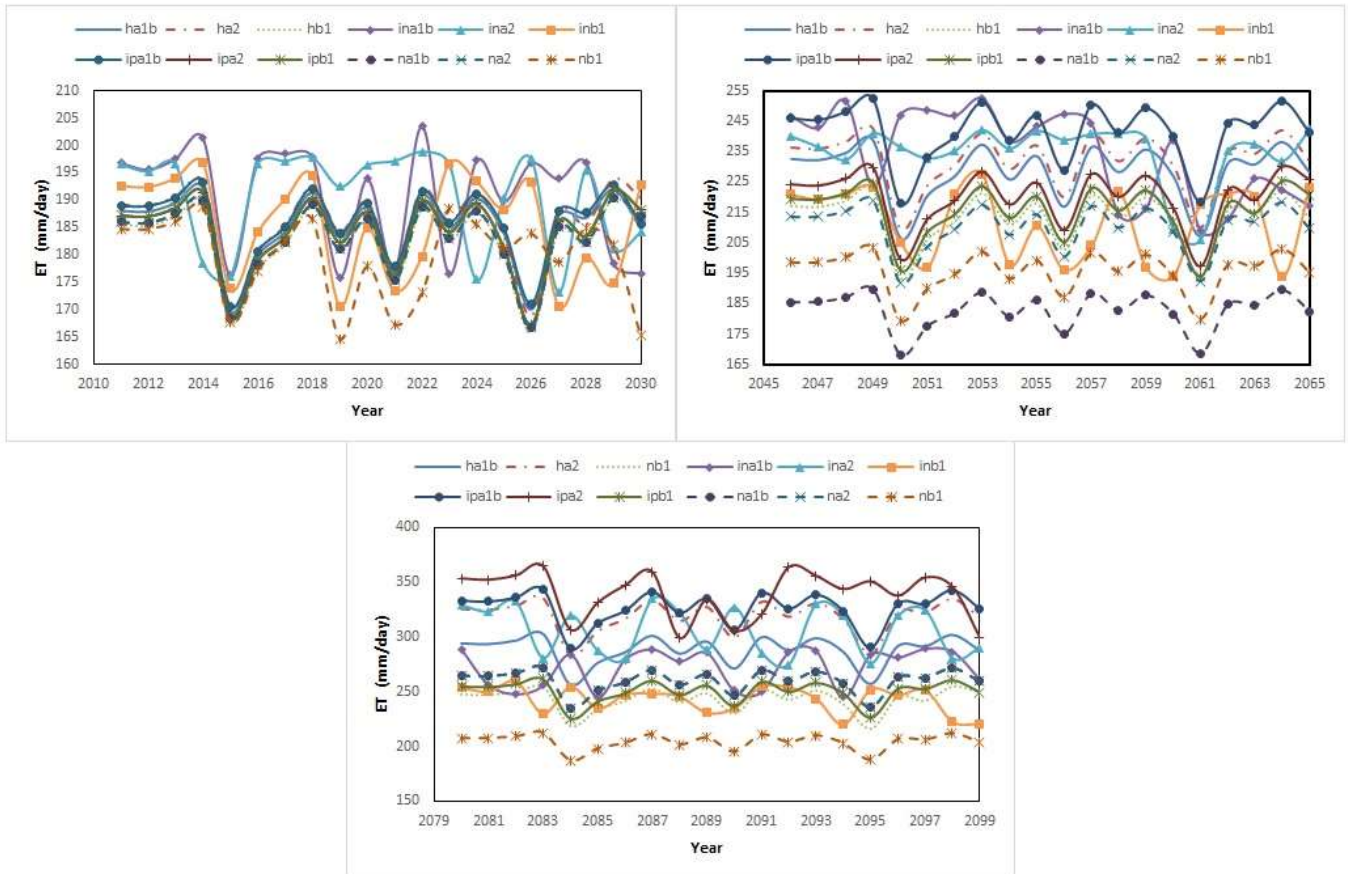 ha1b ha2 hb1 ina1b ina2 inb1
ipa1b ipa2 ipb1 na1b na2 nb1
210
205
200
195
190
185
180
175
170
165
160
ET (mm/day)
2010 2012 2014 2016 2018 2020 2022 2024 2026 2028 2030
Year
ha1b ha2 hb1 ina1b ina2 inb1
ipa1b ipa2 ipb1 na1b na2 nb1
255
245
235
225
215
205
195
185
175
165
ET (mm/day)
2045 2047 2049 2051 2053 2055 2057 2059 2061 2063 2065
Year
ha1b ha2 nb1 ina1b ina2 inb1
ipa1b ipa2 ipb1 na1b na2 nb1
400
350
300
250
200
150
ET (mm/day)
2079 2081 2083 2085 2087 2089 2091 2093 2095 2097 2099
Year